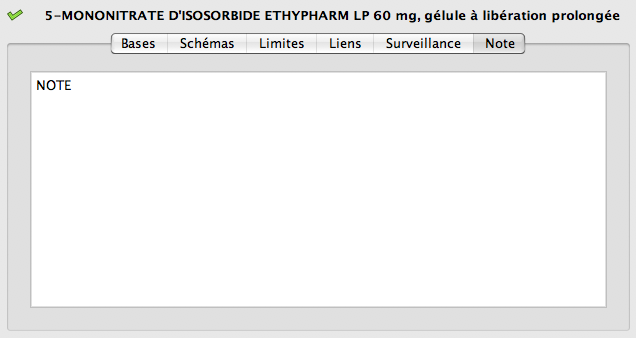 5-MONONITRATE D'ISOSORBIDE ETHYPHARM LP 60 mg, gélule à libération prolongée
Bases Schémas Limites Liens Surveillance Note
NOTE